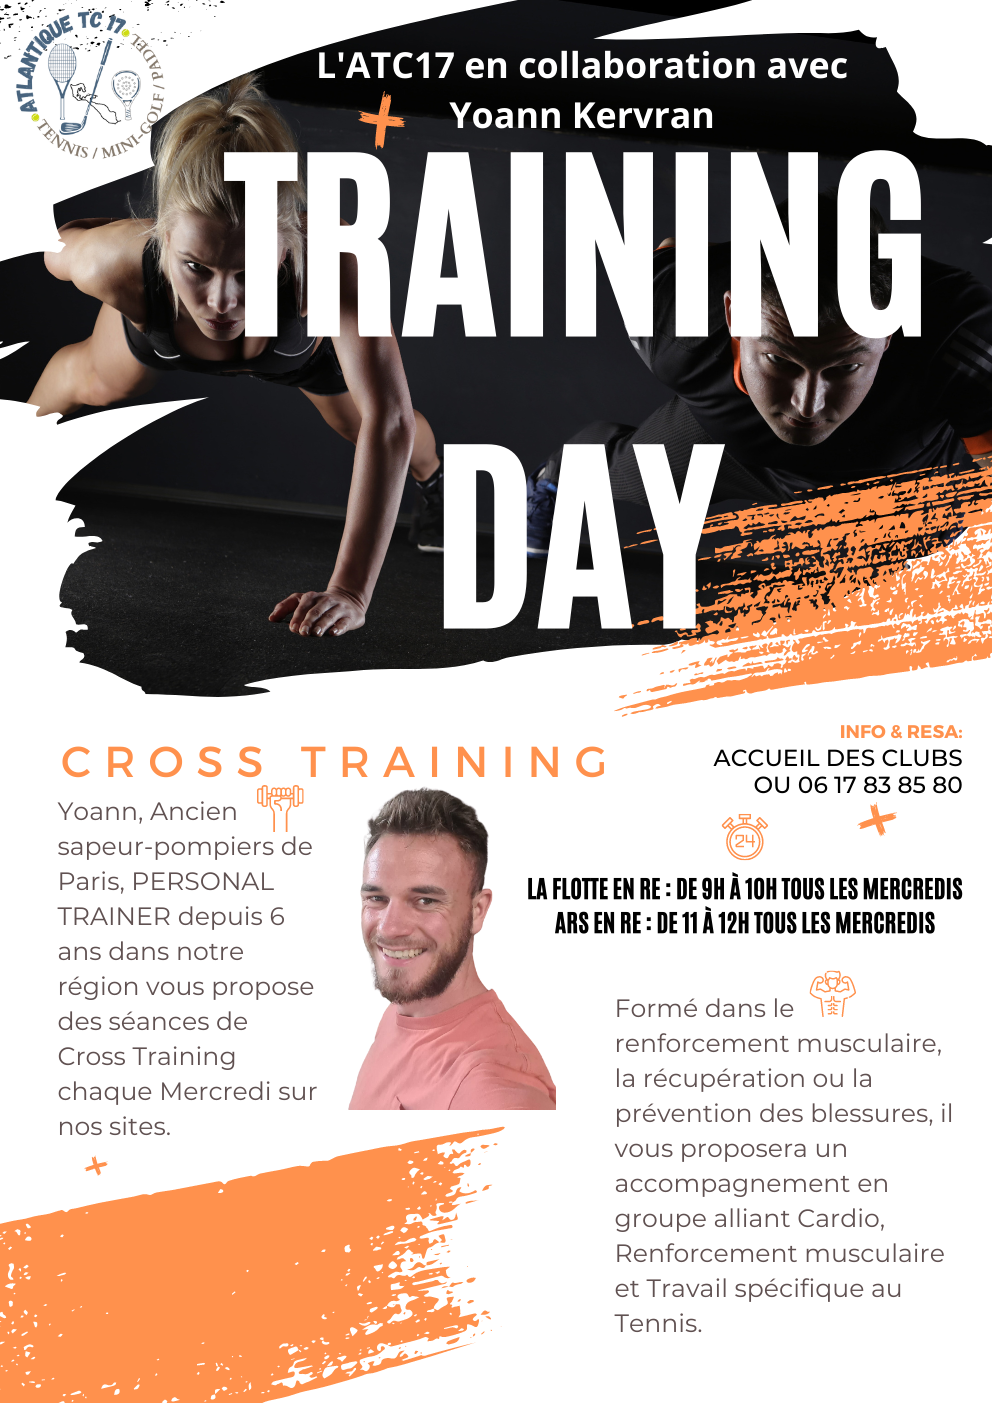 ATLANTIQUE TC 17
TENNIS / MINI-GOLF / PADEL
L'ATC17 en collaboration avec
Yoann Kervran
TRAINING
DAY
CROSS TRAINING
Yoann, Ancien
sapeur-pompiers de
Paris, PERSONAL
TRAINER depuis 6
ans dans notre
région vous propose
des séances de
Cross Training
chaque Mercredi sur
nos sites.
INFO & RESA:
ACCUEIL DES CLUBS
OU 06 17 83 85 80
24
LA FLOTTE EN RE : DE 9H À 10H TOUS LES MERCREDIS
ARS EN RE : DE 11 À 12H TOUS LES MERCREDIS
Formé dans le
renforcement musculaire,
la récupération ou la
prévention des blessures, il
vous proposera un
accompagnement en
groupe alliant Cardio,
Renforcement musculaire
et Travail spécifique au
Tennis.